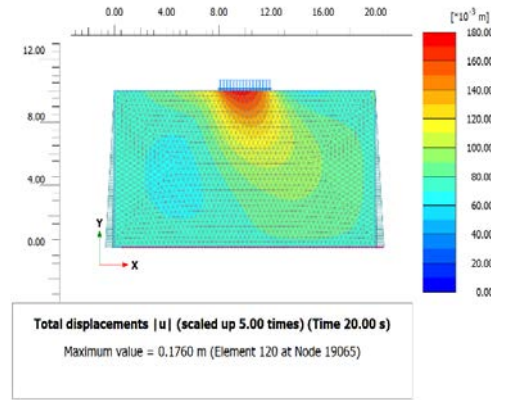 0.00 4.00 8.00 12.00 16.00 20.00
[*10⁻³ m]
180.00
160.00
140.00
120.00
100.00
80.00
60.00
40.00
20.00
0.00
12.00
8.00
4.00
0.00
Y
X
Total displacements |u| (scaled up 5.00 times) (Time 20.00 s)
Maximum value = 0.1760 m (Element 120 at Node 19065)